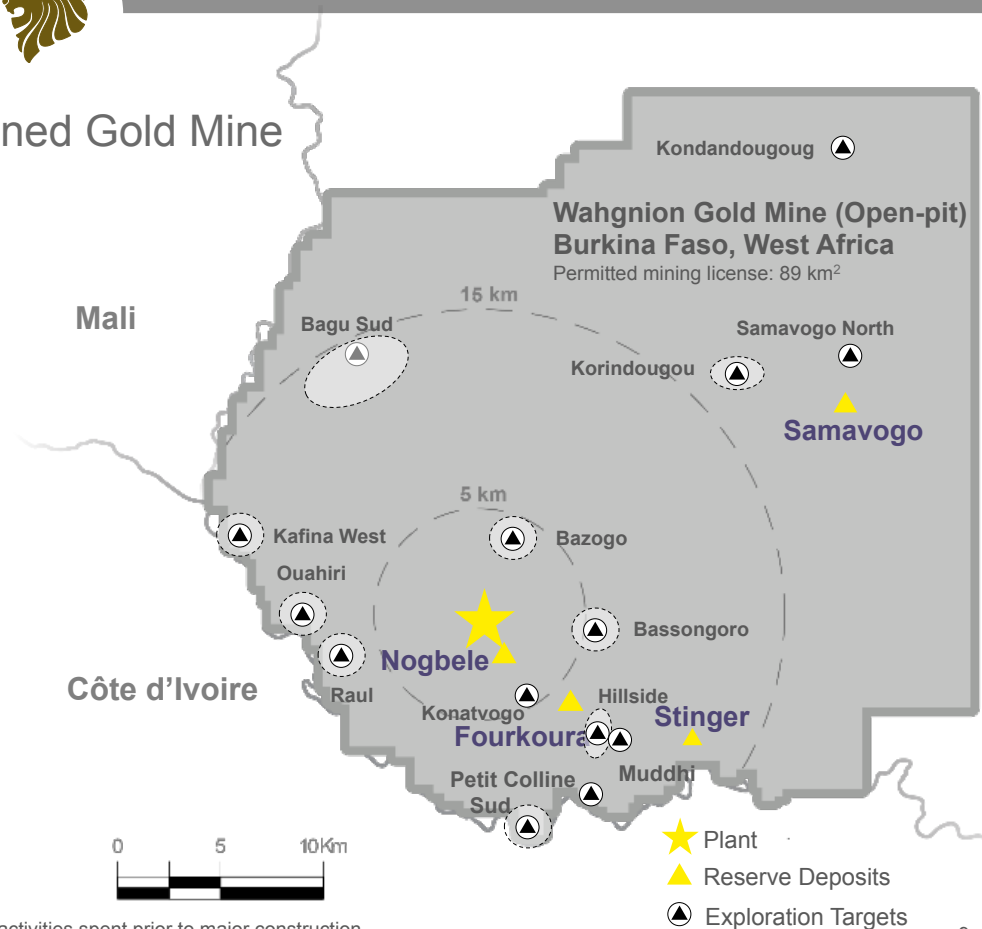 ned Gold Mine
Kondandougoug
Wahgnion Gold Mine (Open-pit)
Burkina Faso, West Africa
Permitted mining license: 89 km²
15 km
Mali
Bagu Sud
Samavogo North
Korindougou
Samavogo
5 km
Kafina West
Bazogo
Ouahiri
Bassongoro
Nogbele
Côte d'Ivoire
Raul
Hillside
Konatvogo
Stinger
Fourkoura
Petit Colline
Sud
Muddhi
0 5 10Km
Plant
Reserve Deposits
Exploration Targets
activities spent prior to major construction